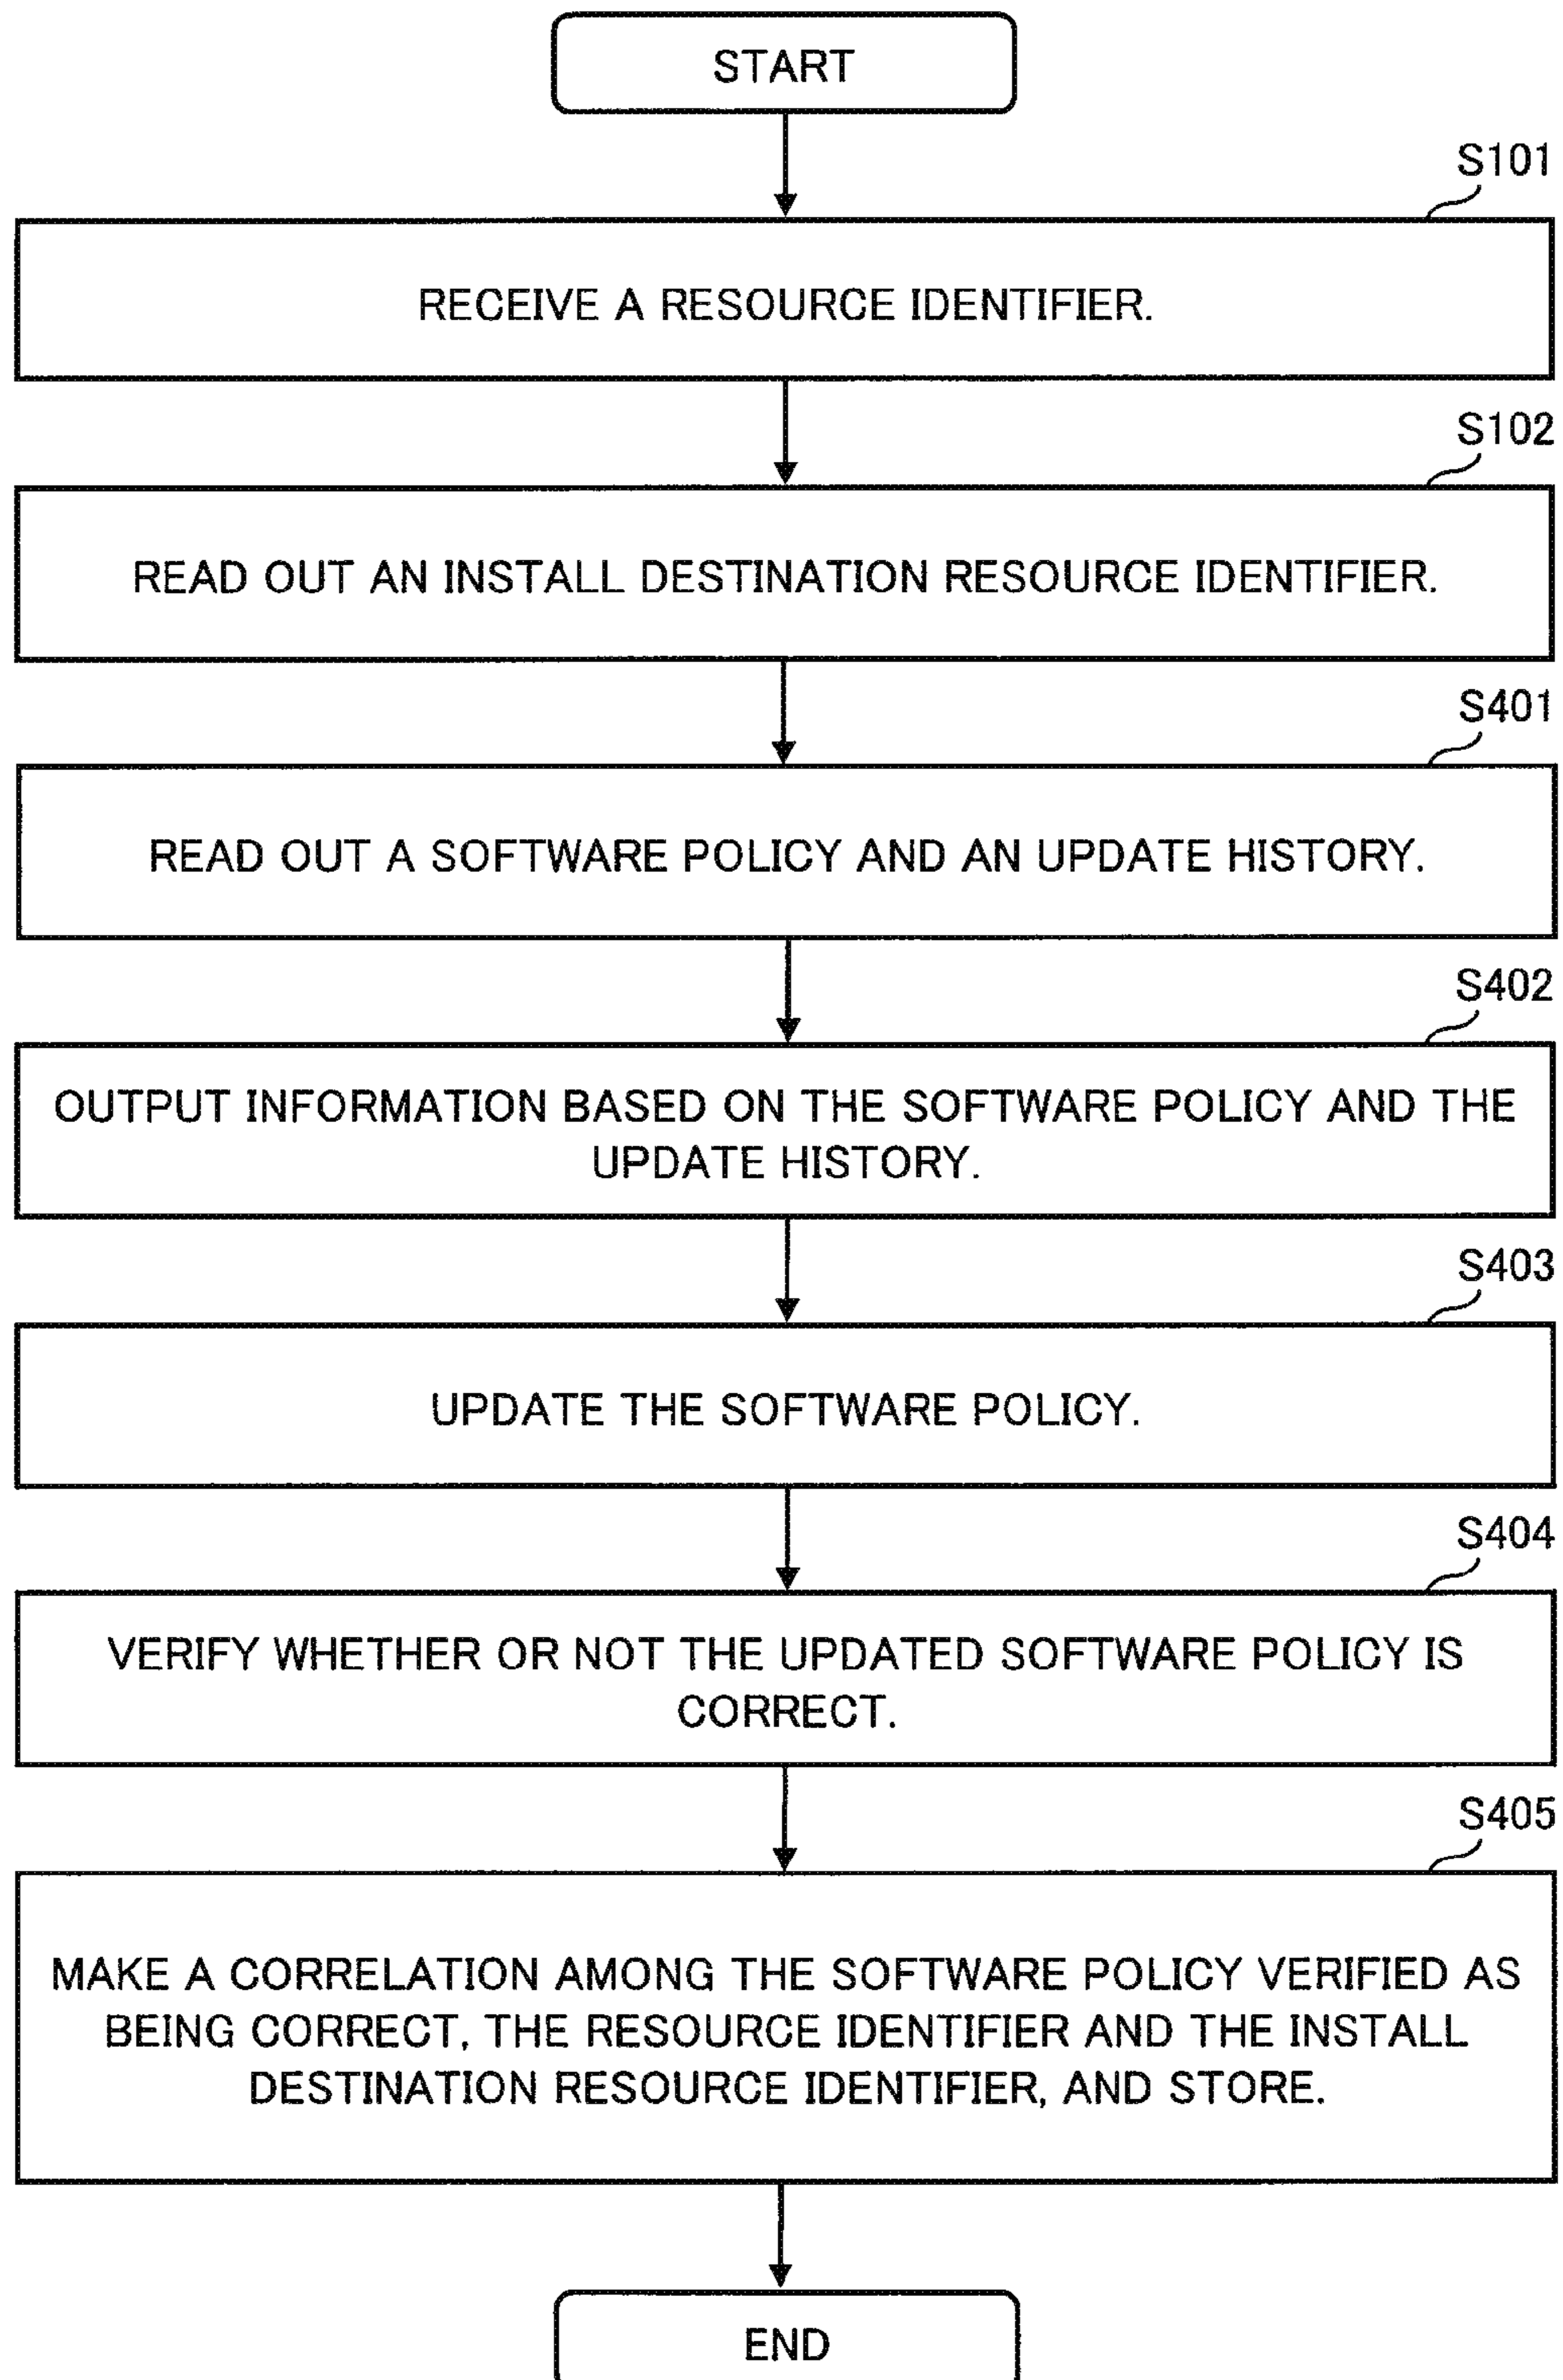 START
S101
RECEIVE A RESOURCE IDENTIFIER.
S102
READ OUT AN INSTALL DESTINATION RESOURCE IDENTIFIER.
S401
READ OUT A SOFTWARE POLICY AND AN UPDATE HISTORY.
S402
OUTPUT INFORMATION BASED ON THE SOFTWARE POLICY AND THE
UPDATE HISTORY.
S403
UPDATE THE SOFTWARE POLICY.
S404
VERIFY WHETHER OR NOT THE UPDATED SOFTWARE POLICY IS
CORRECT.
S405
MAKE A CORRELATION AMONG THE SOFTWARE POLICY VERIFIED AS
BEING CORRECT, THE RESOURCE IDENTIFIER AND THE INSTALL
DESTINATION RESOURCE IDENTIFIER, AND STORE.
END